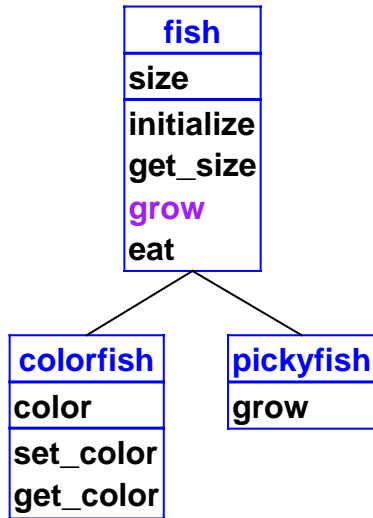 fish
size
initialize
get_size
grow
eat
colorfish
color
set_color
get_color
pickyfish
grow